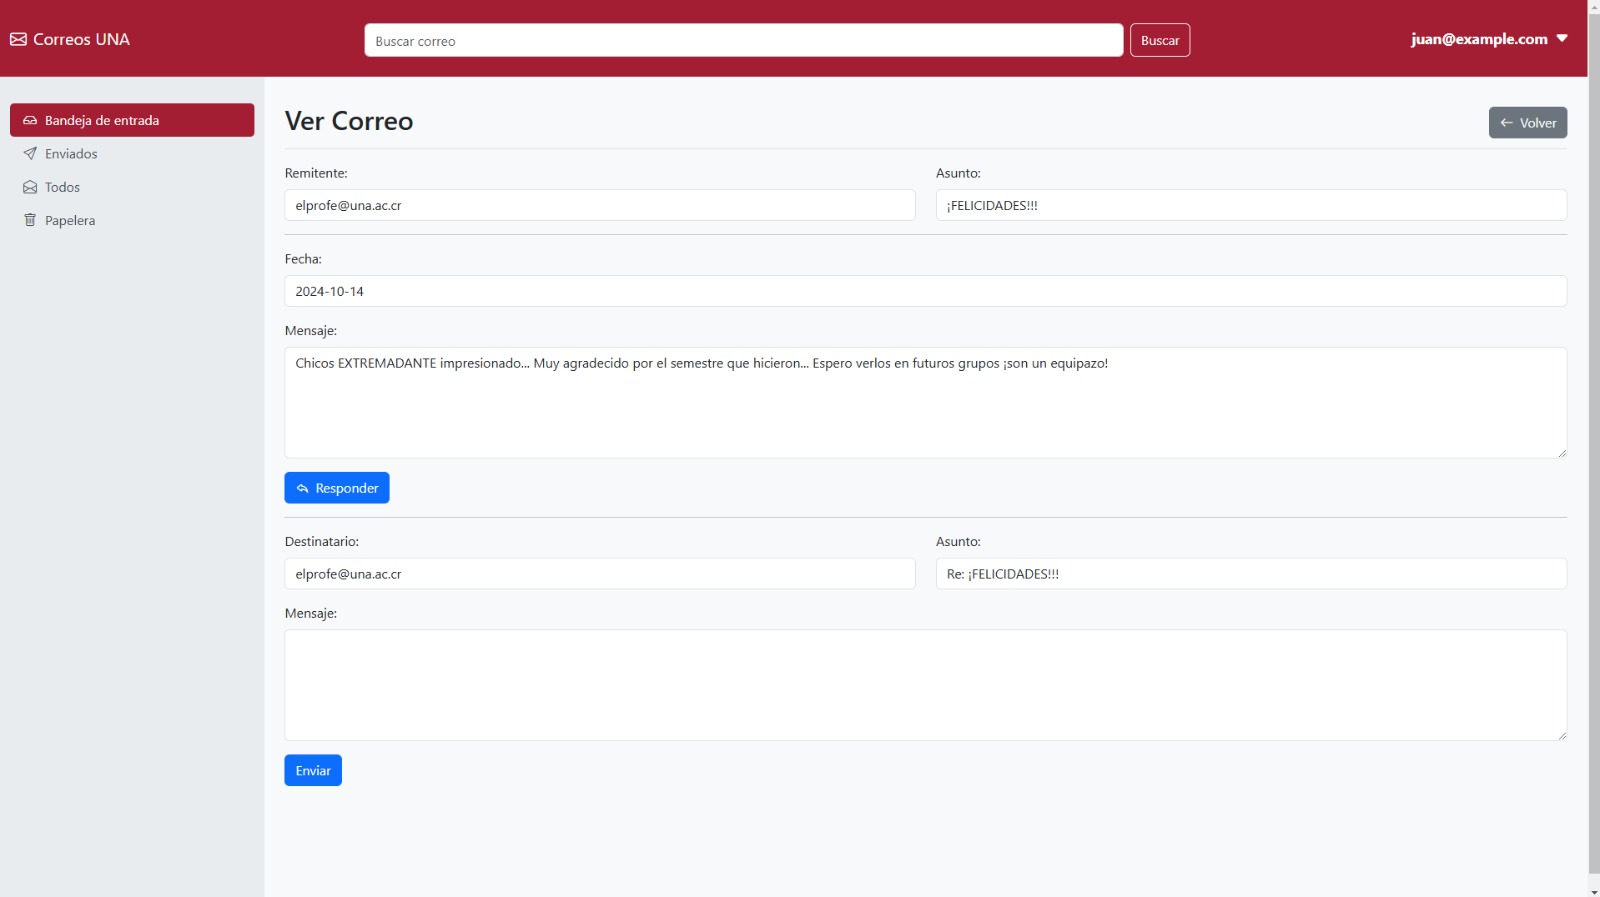 Correos UNA
Buscar correo
Buscar
juan@example.com
Bandeja de entrada
Enviados
Todos
Papelera
Ver Correo
Volver
Remitente:
Asunto:
elprofe@una.ac.cr
¡FELICIDADES!!!
Fecha:
2024-10-14
Mensaje:
Chicos EXTREMADANTE impresionado... Muy agradecido por el semestre que hicieron... Espero verlos en futuros grupos ¡son un equipazo!
Responder
Destinatario:
Asunto:
elprofe@una.ac.cr
Re: ¡FELICIDADES!!!
Mensaje:
Enviar